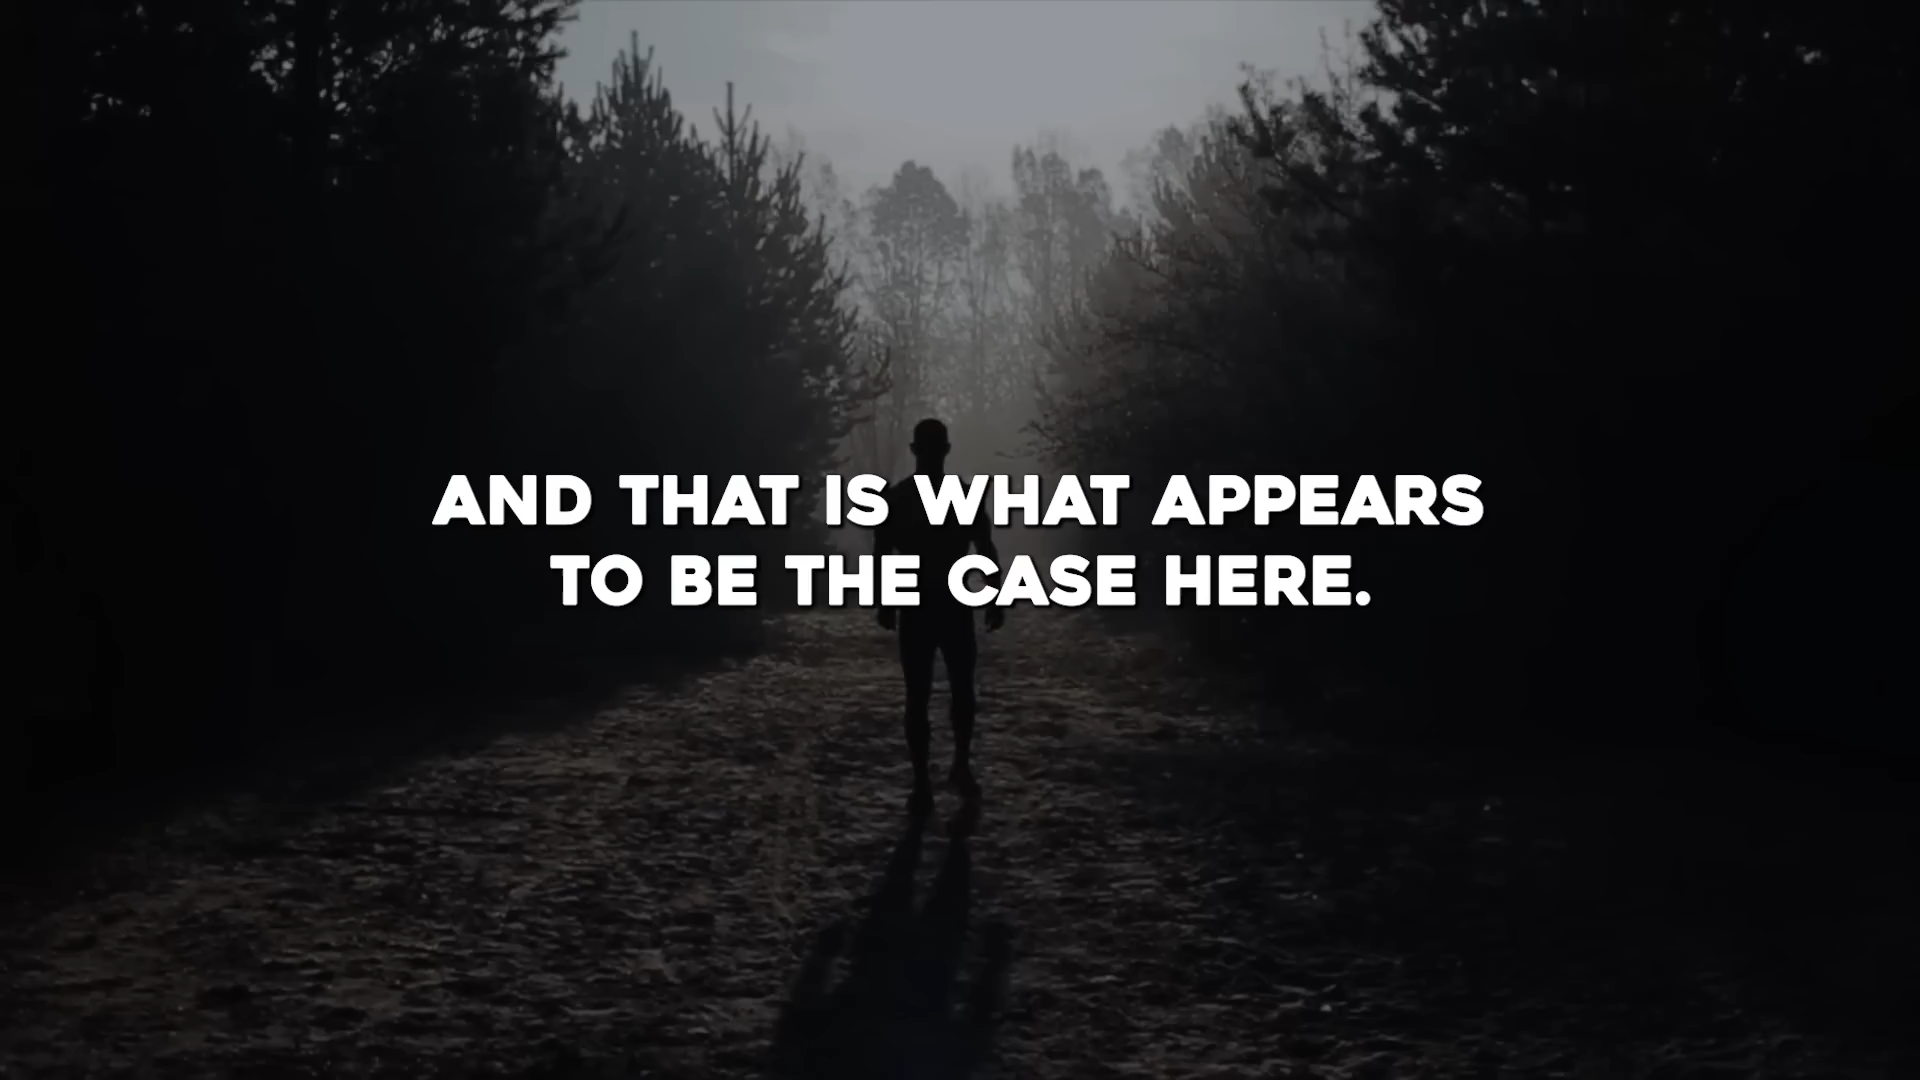 AND THAT IS WHAT APPEARS
TO BE THE CASE HERE.